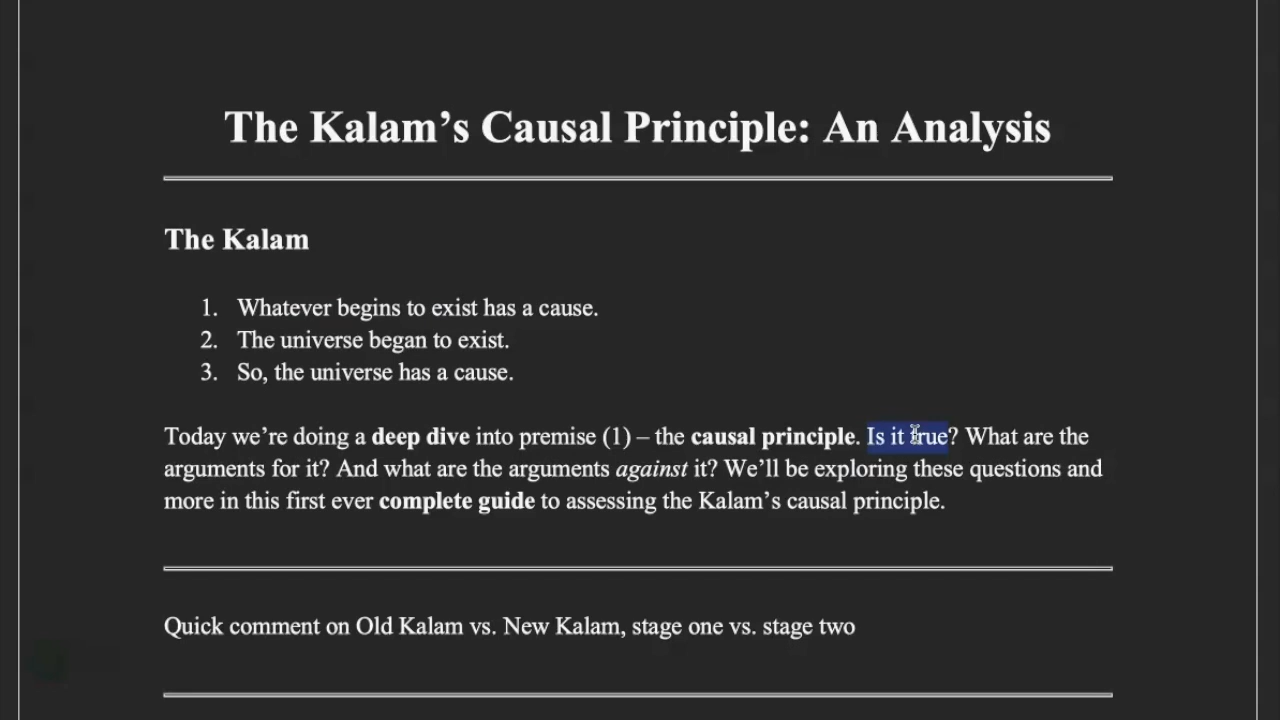 The Kalam’s Causal Principle: An Analysis
The Kalam
1. Whatever begins to exist has a cause.
2. The universe began to exist.
3. So, the universe has a cause.
Today we’re doing a deep dive into premise (1) – the causal principle. Is it true? What are the
arguments for it? And what are the arguments against it? We’ll be exploring these questions and
more in this first ever complete guide to assessing the Kalam’s causal principle.
Quick comment on Old Kalam vs. New Kalam, stage one vs. stage two